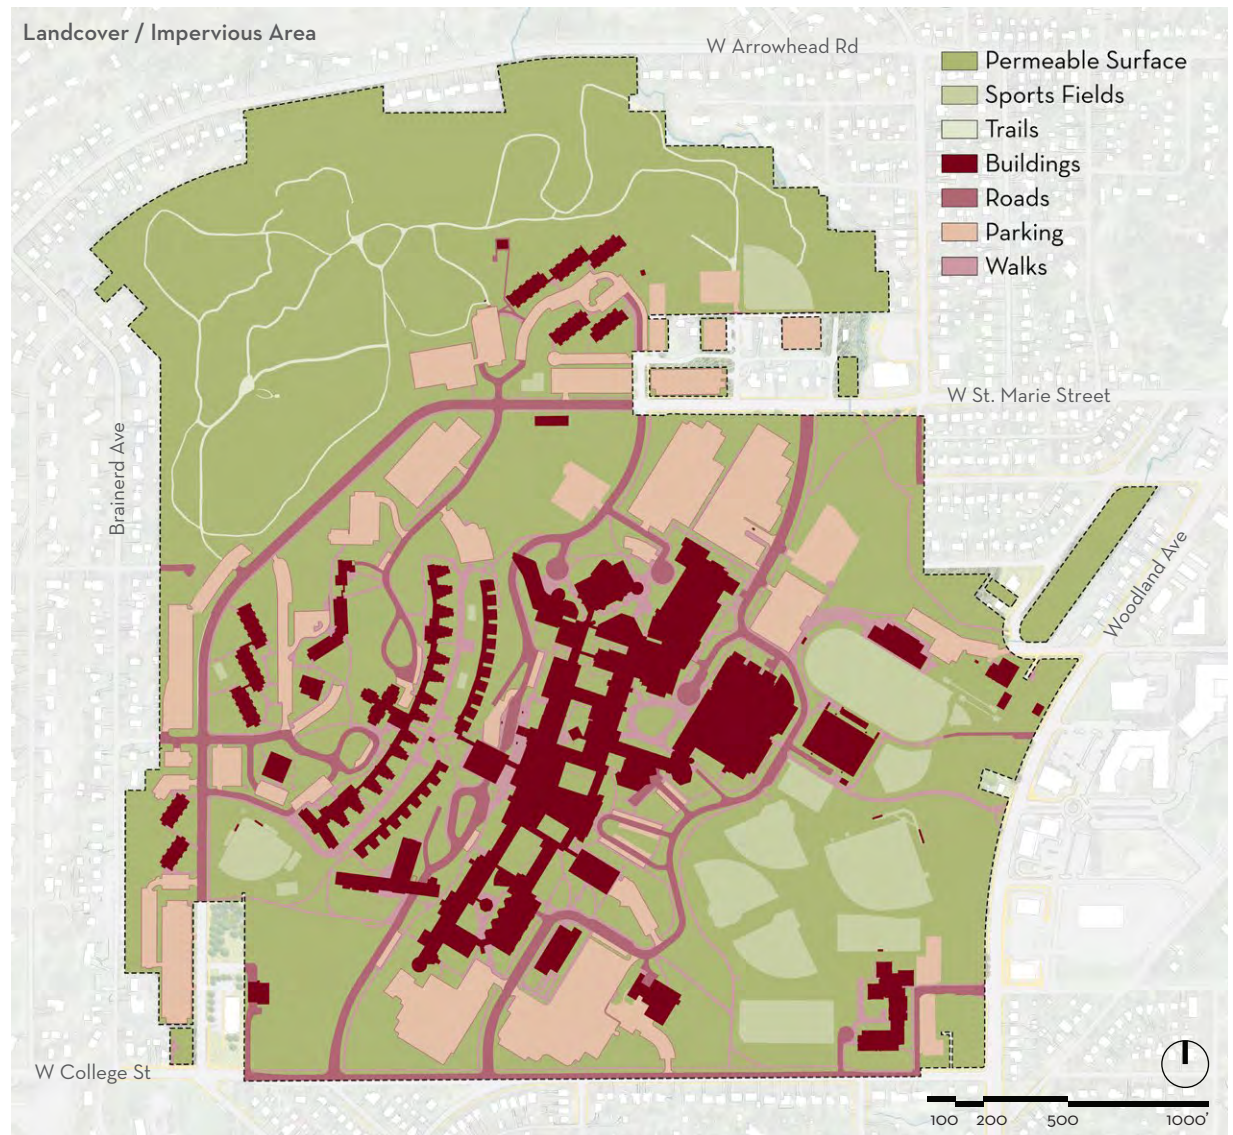 Landcover / Impervious Area
W Arrowhead Rd
Permeable Surface
Sports Fields
Trails
Buildings
Roads
Parking
Walks
W St. Marie Street
Brainerd Ave
Woodland Ave
W College St
100 200 500 1000'